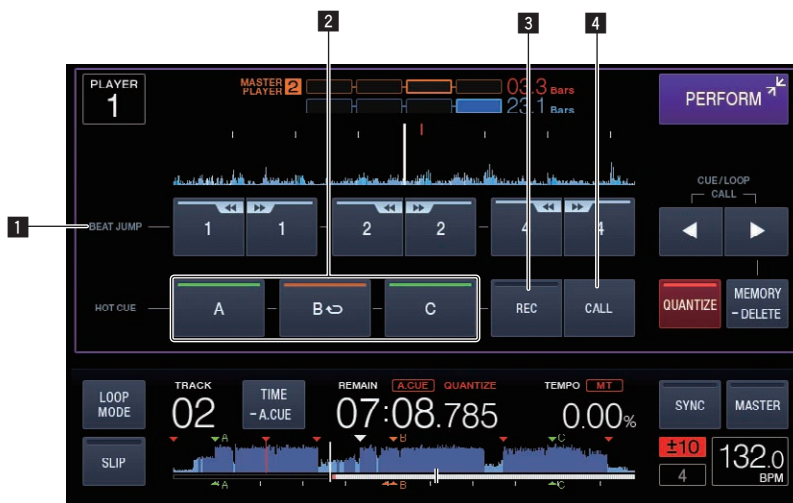 2 3 4
PLAYER 1
MASTER PLAYER 2
03.3 Bars
23.1 Bars
PERFORM
CUE/LOOP
CALL
1
BEAT JUMP
1 1 2 2 4 4
HOT CUE
A B C
REC
CALL
QUANTIZE
MEMORY
- DELETE
LOOP MODE
TRACK
02
TIME
- A.CUE
REMAIN A.CUE QUANTIZE
07:08.785
TEMPO MT
0.00%
SYNC
MASTER
SLIP
A B C
A B C
±10
4
132.0
BPM